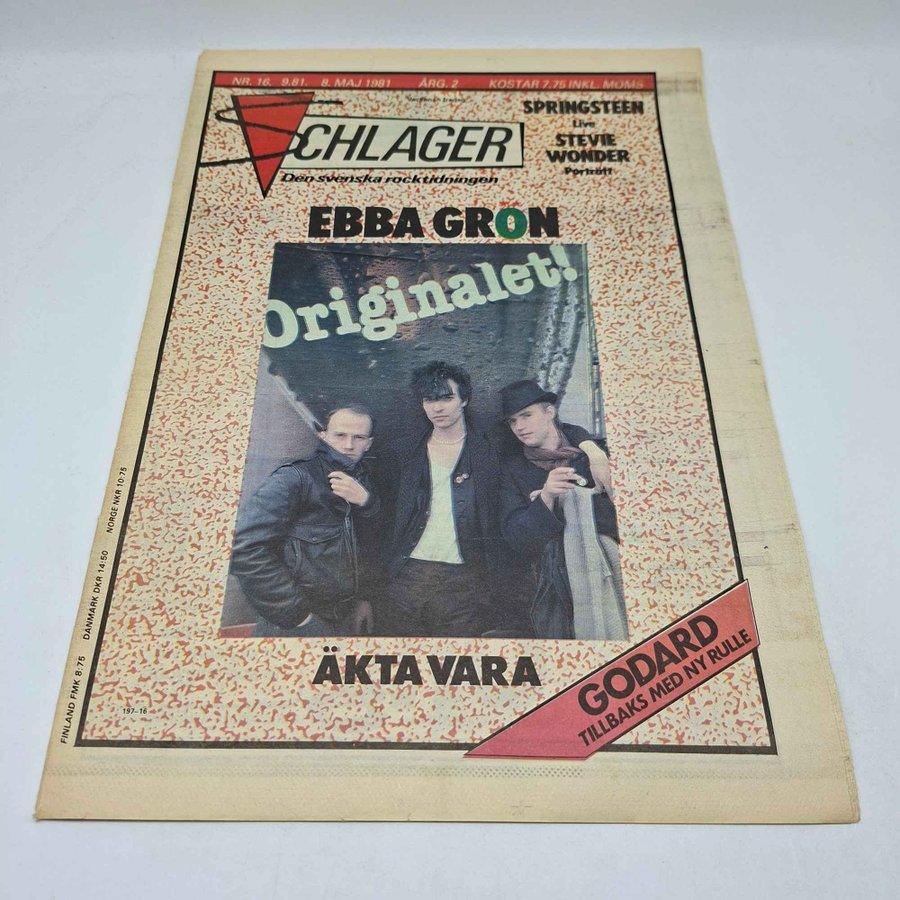 NR. 16. 9.81. 8. MAJ 1981 ÅRG. 2 KOSTAR 7.75 INKL. MOMS
SCHLAGER
Den svenska rocktidningen
SPRINGSTEEN
Live
STEVIE
WONDER
Porträtt
EBBA GRÖN
Originalet!
ÄKTA VARA
GODARD
TILLBAKS MED NY RULLE
197-16
FINLAND FMK 8:75 DANMARK DKR 14:50 NORGE NKR 10:75